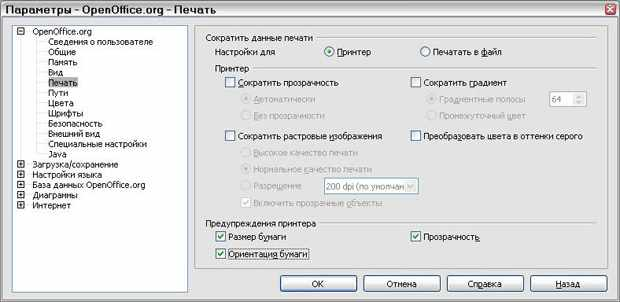 Параметры - OpenOffice.org - Печать
OpenOffice.org
Сведения о пользователе
Общие
Память
Вид
Печать
Пути
Цвета
Шрифты
Безопасность
Внешний вид
Специальные настройки
Java
Загрузка/сохранение
Настройки языка
База данных OpenOffice.org
Диаграммы
Интернет
Сократить данные печати
Настройки для Принтер Печатать в файл
Принтер
Сократить прозрачность Сократить градиент
Автоматически Градиентные полосы 64
Без прозрачности Промежуточный цвет
Сократить растровые изображения Преобразовать цвета в оттенки серого
Высокое качество печати
Нормальное качество печати
Разрешение 200 dpi (по умолчан
Включить прозрачные объекты
Предупреждения принтера
Размер бумаги Прозрачность
Ориентация бумаги
ОК Отмена Справка Назад